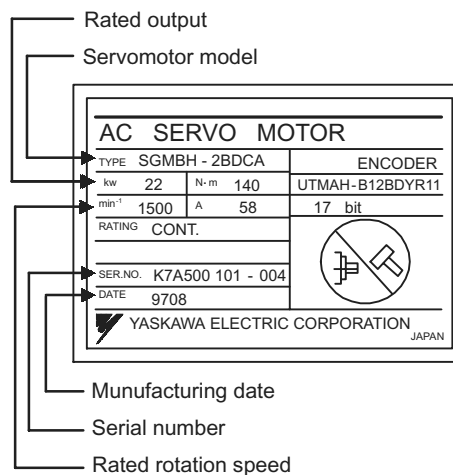 Rated output
Servomotor model
AC SERVO MOTOR
TYPE SGMBH - 2BDCA
ENCODER
kw 22 N·m 140
UTMAH-B12BDYR11
min-1 1500 A 58
17 bit
RATING CONT.
SER.NO. K7A500 101 - 004
DATE 9708
YASKAWA ELECTRIC CORPORATION
JAPAN
Munufacturing date
Serial number
Rated rotation speed